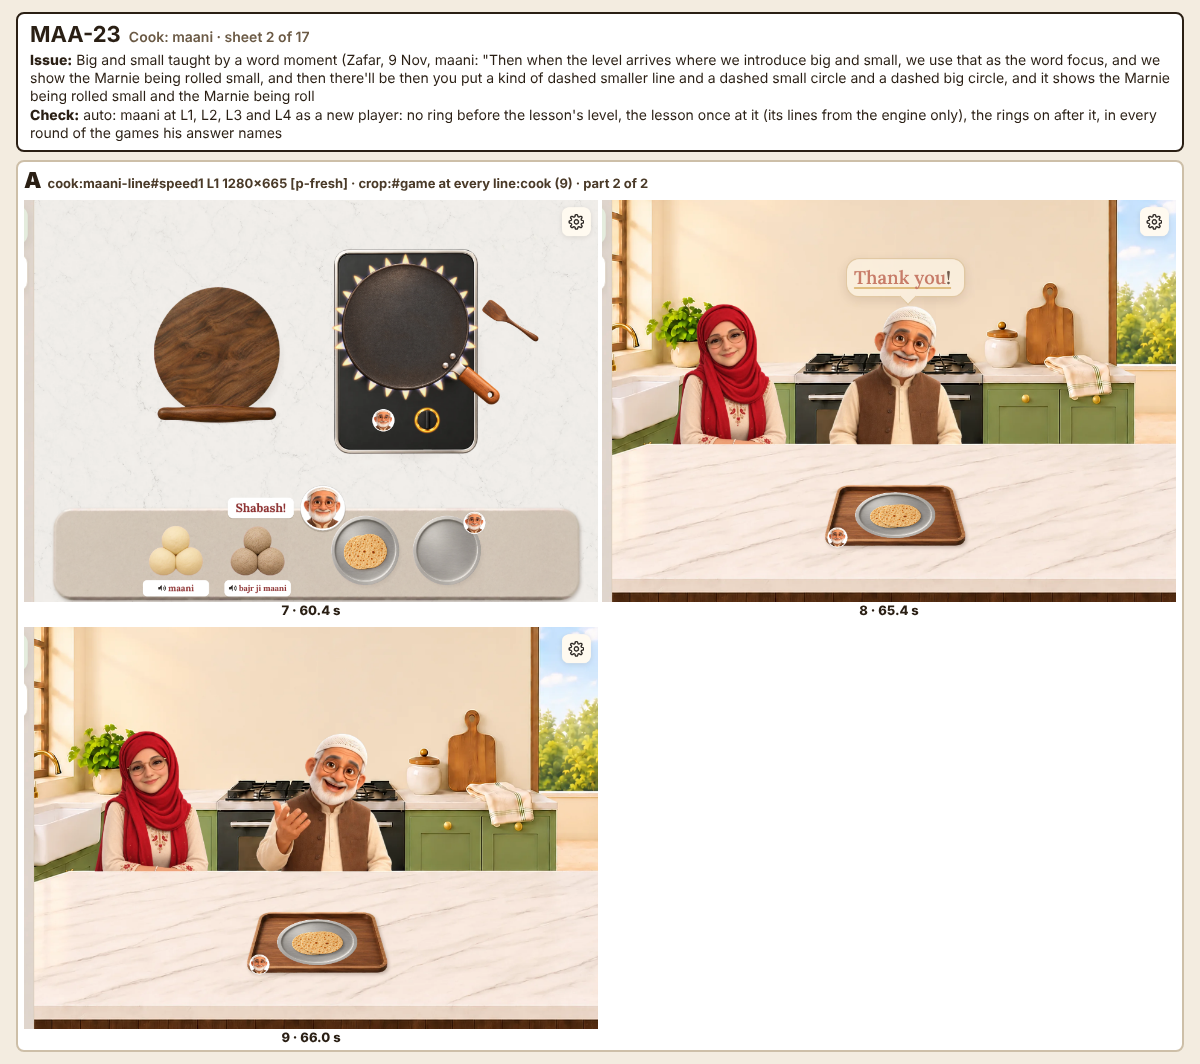 MAA-23 Cook: maani · sheet 2 of 17
Issue: Big and small taught by a word moment (Zafar, 9 Nov, maani: "Then when the level arrives where we introduce big and small, we use that as the word focus, and we
show the Marnie being rolled small, and then there'll be then you put a kind of dashed smaller line and a dashed small circle and a dashed big circle, and it shows the Marnie
being rolled small and the Marnie being roll
Check: auto: maani at L1, L2, L3 and L4 as a new player: no ring before the lesson's level, the lesson once at it (its lines from the engine only), the rings on after it, in every
round of the games his answer names
A cook:maani-line#speed1 L1 1280×665 [p-fresh] · crop:#game at every line:cook (9) · part 2 of 2
Shabash!
maani
bajr ji maani
7 · 60.4 s
Thank you!
8 · 65.4 s
9 · 66.0 s